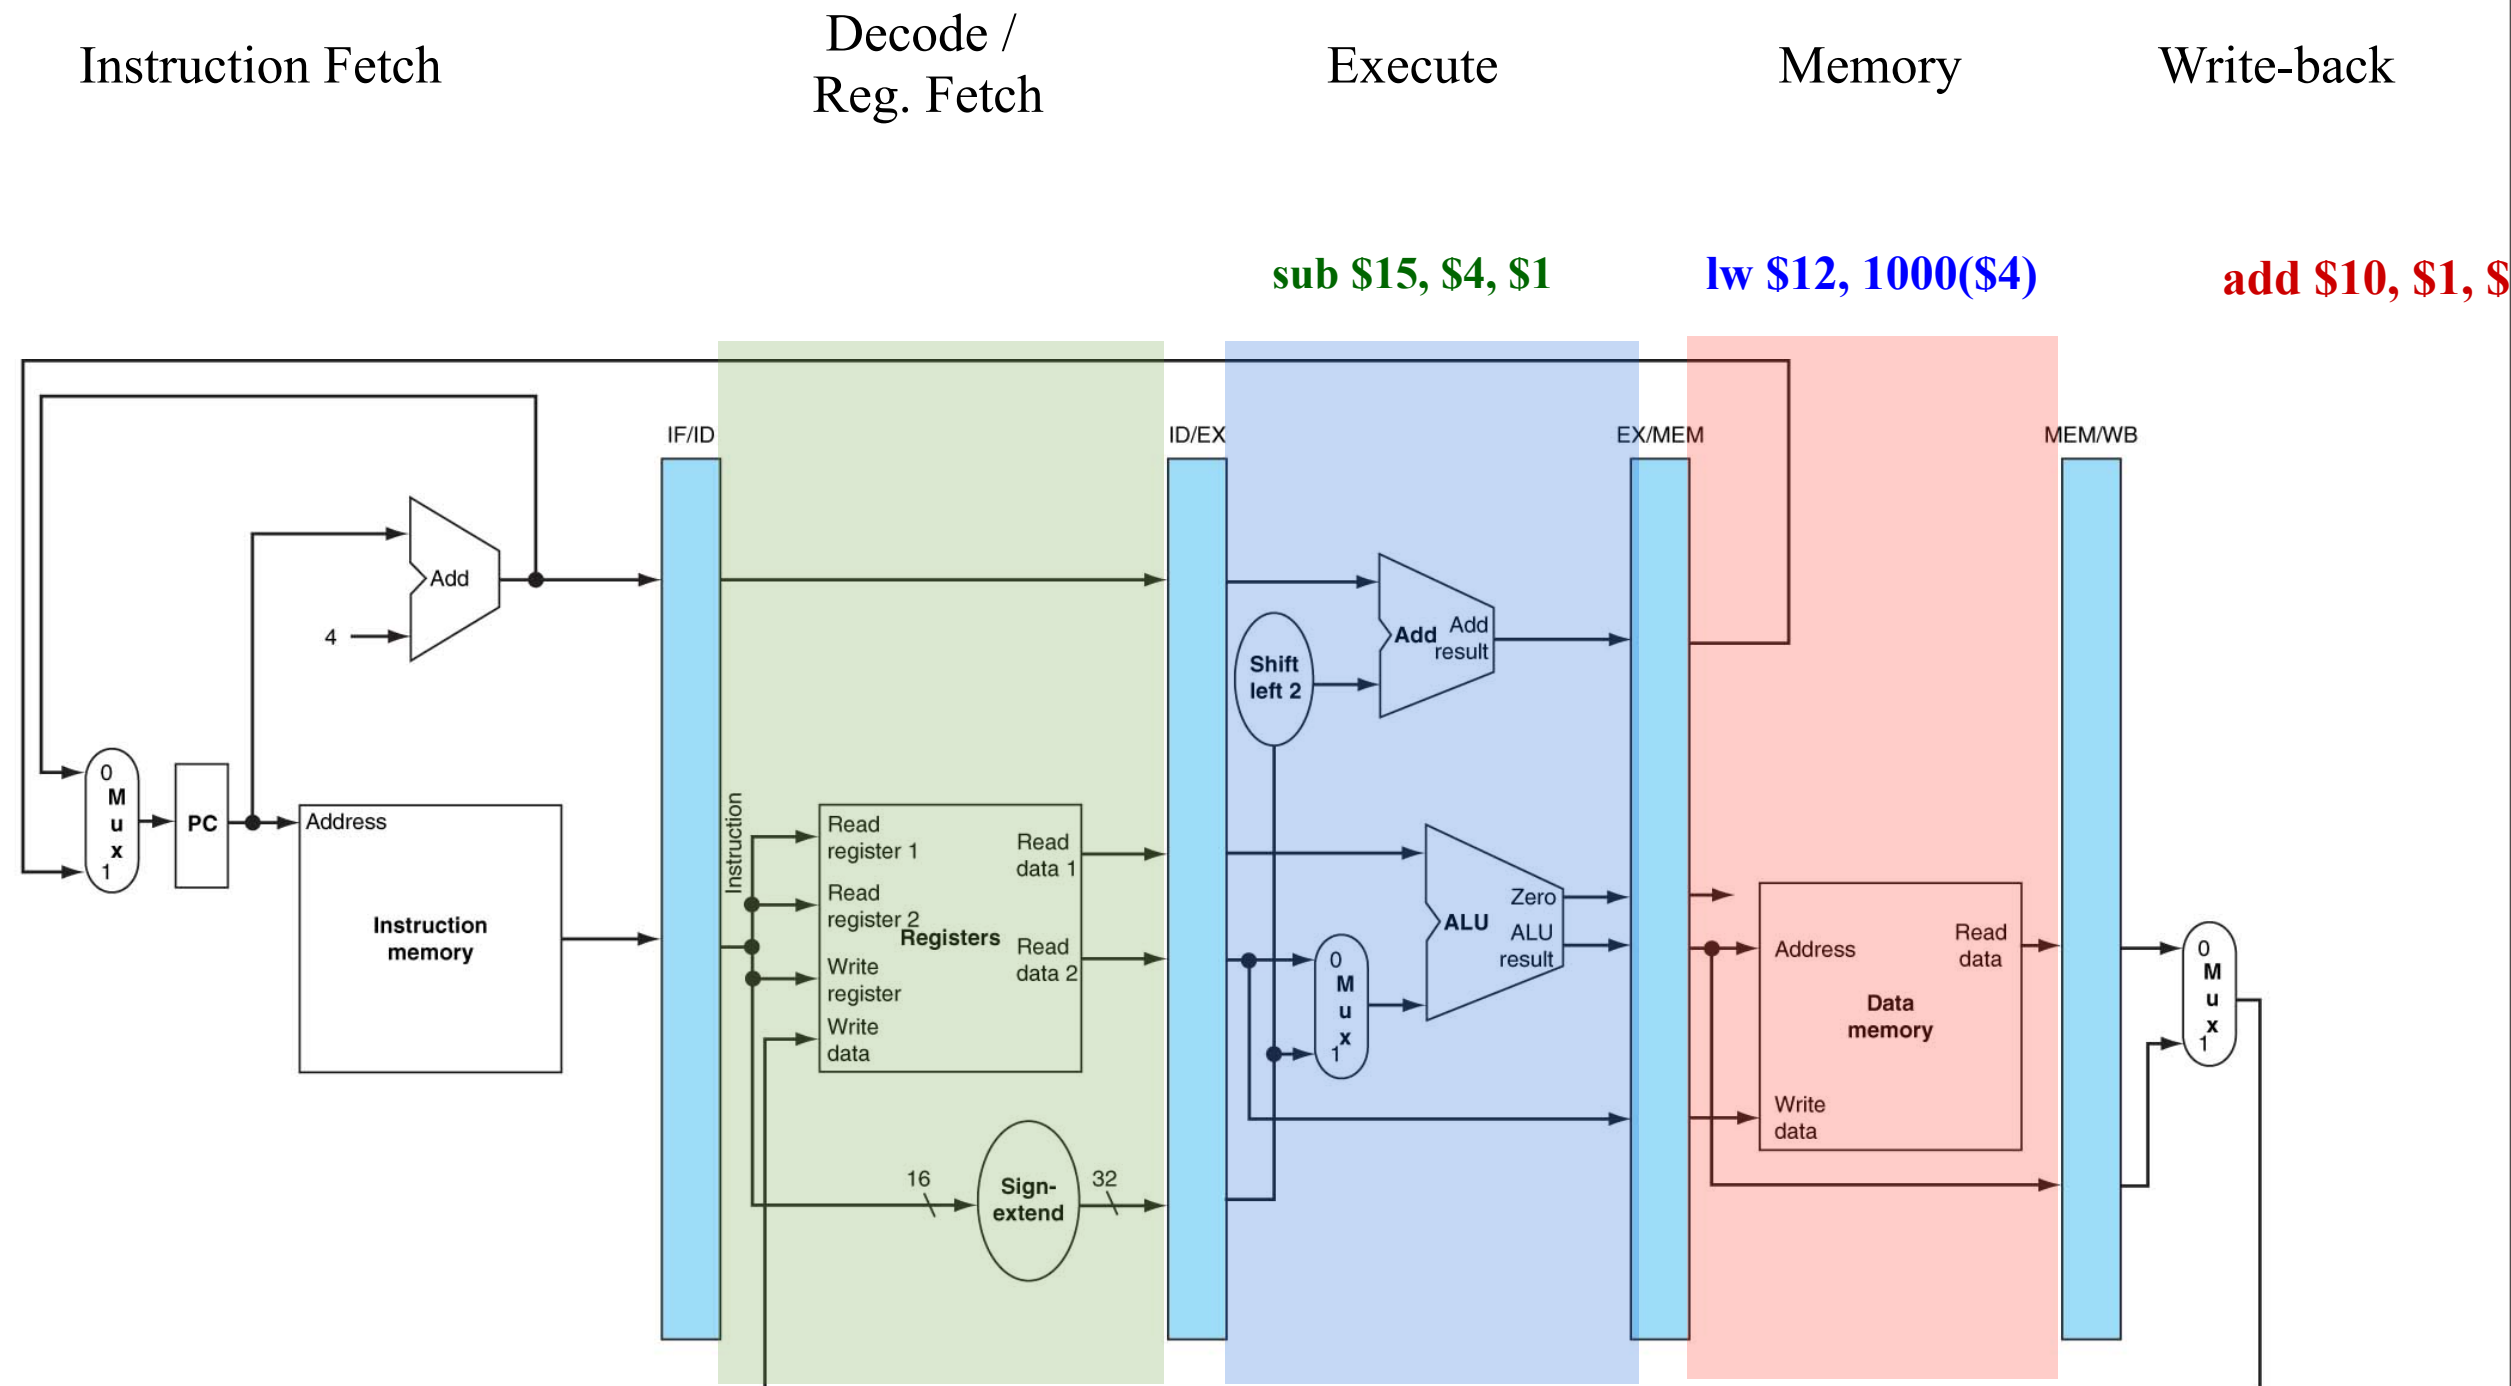 Instruction Fetch
Decode /
Reg. Fetch
Execute
Memory
Write-back
sub $15, $4, $1
lw $12, 1000($4)
add $10, $1, $
IF/ID
ID/EX
EX/MEM
MEM/WB
Add
4
Add
Add
result
Shift
left 2
0
M
u
x
1
PC
Address
Instruction
memory
Instruction
Read
register 1
Read
register 2
Write
register
Write
data
Registers
Read
data 1
Read
data 2
16
Sign-
extend
32
0
M
u
x
1
ALU
Zero
ALU
result
Address
Read
data
Data
memory
Write
data
0
M
u
x
1